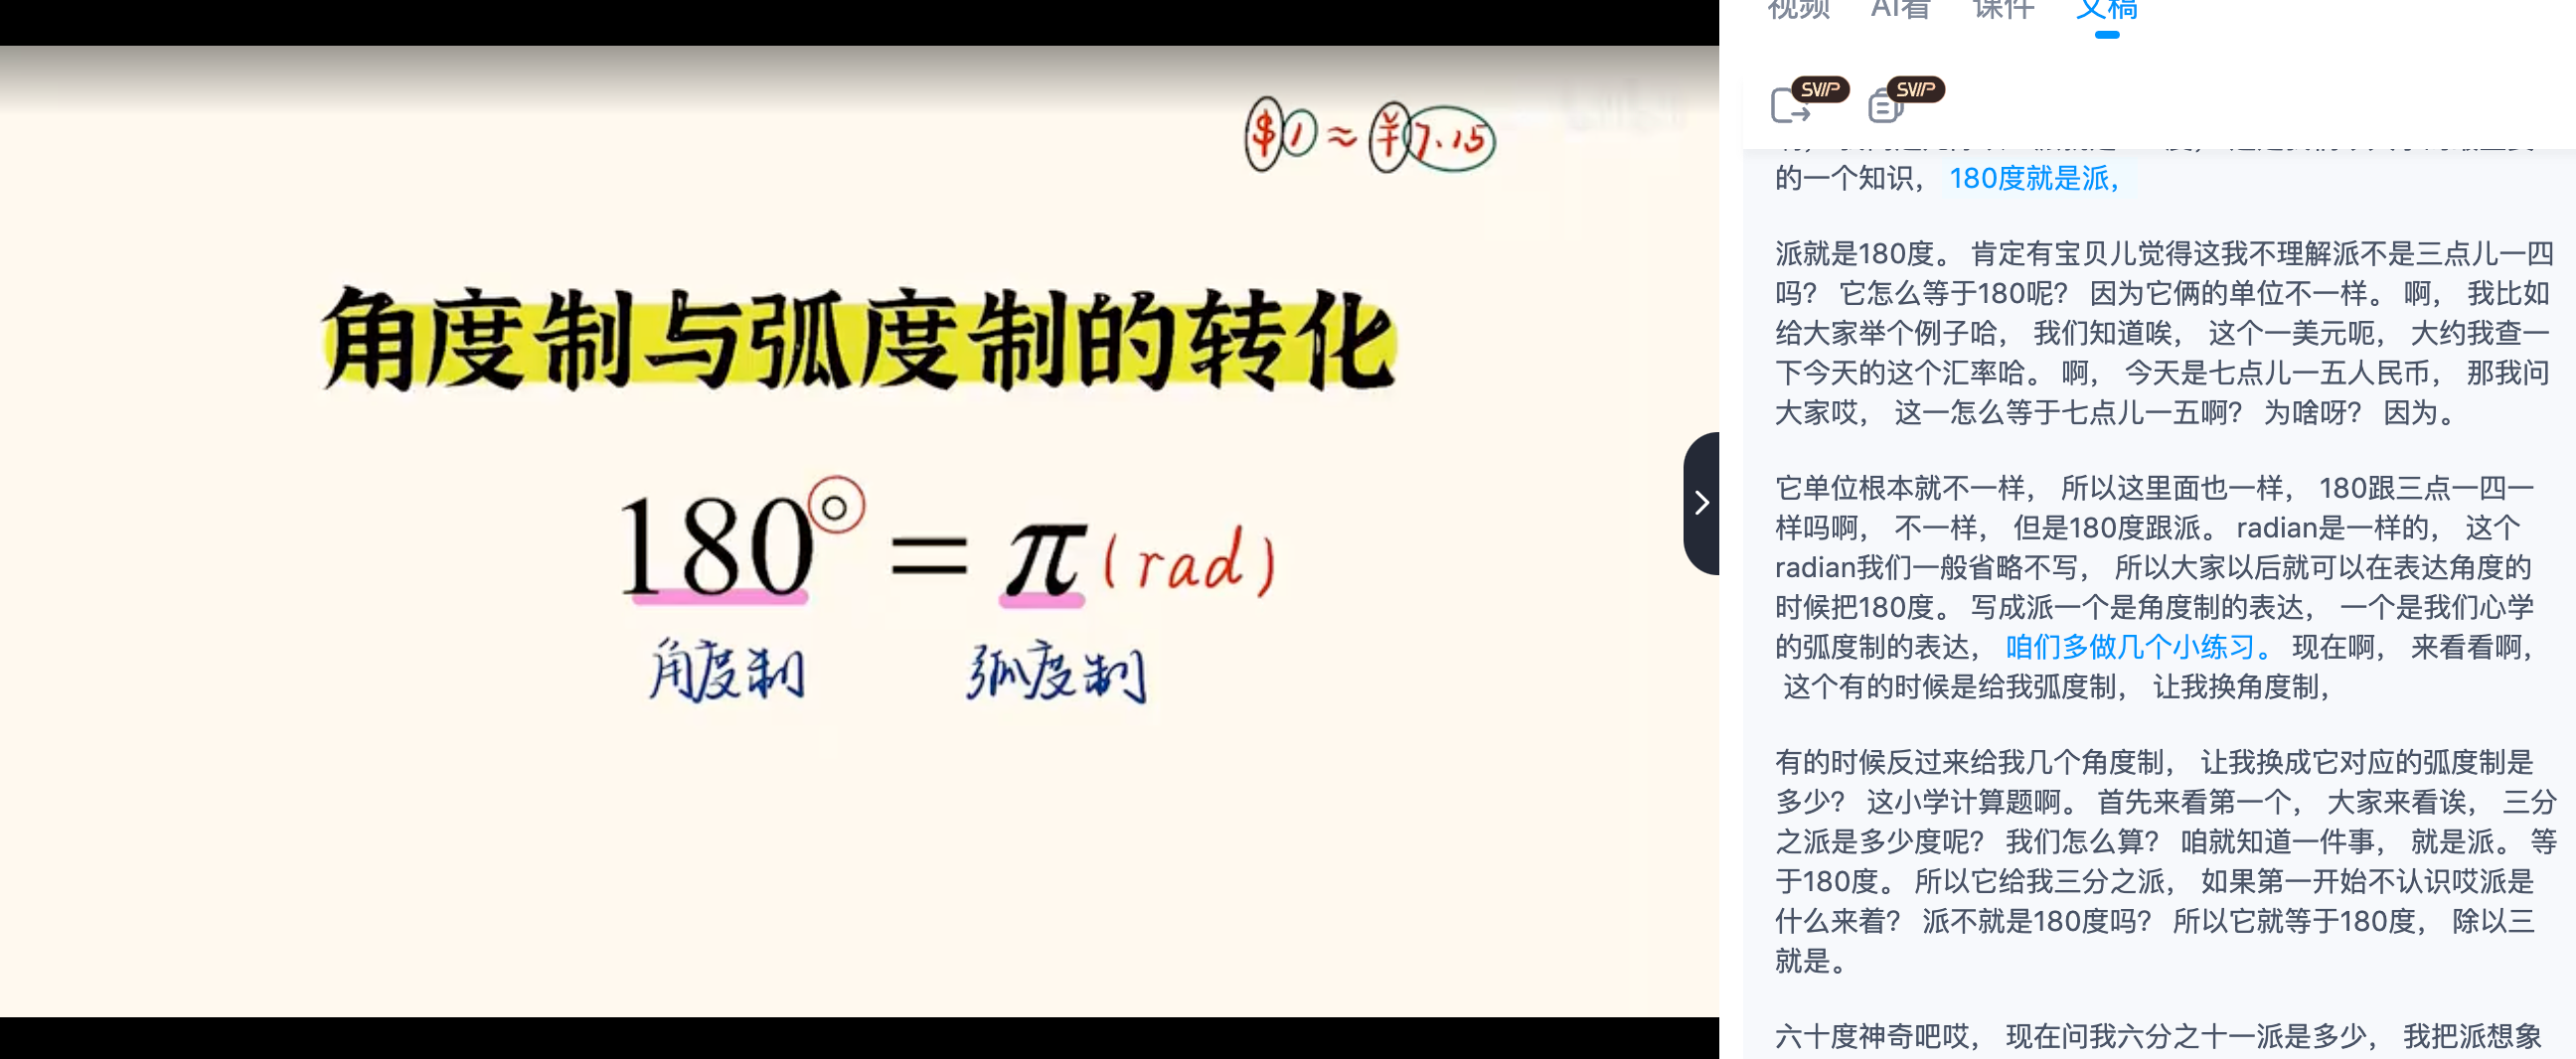 $1 ≈ ¥7.15
角度制与弧度制的转化
180° = π (rad)
角度制 弧度制
视频 AI看 课件 文稿
SVIP SVIP
的一个知识， 180度就是派，
派就是180度。 肯定有宝贝儿觉得这我不理解派不是三点儿一四
吗？ 它怎么等于180呢？ 因为它俩的单位不一样。 啊， 我比如
给大家举个例子哈， 我们知道唉， 这个一美元呃， 大约我查一
下今天的这个汇率哈。 啊， 今天是七点儿一五人民币， 那我问
大家哎， 这一怎么等于七点儿一五啊？ 为啥呀？ 因为。
它单位根本就不一样， 所以这里面也一样， 180跟三点一四一
样吗啊， 不一样， 但是180度跟派。 radian是一样的， 这个
radian我们一般省略不写， 所以大家以后就可以在表达角度的
时候把180度。 写成派一个是角度制的表达， 一个是我们心学
的弧度制的表达， 咱们多做几个小练习。 现在啊， 来看看啊，
这个有的时候是给我弧度制， 让我换角度制，
有的时候反过来给我几个角度制， 让我换成它对应的弧度制是
多少？ 这小学计算题啊。 首先来看第一个， 大家来看诶， 三分
之派是多少度呢？ 我们怎么算？ 咱就知道一件事， 就是派。 等
于180度。 所以它给我三分之派， 如果第一开始不认识哎派是
什么来着？ 派不就是180度吗？ 所以它就等于180度， 除以三
就是。
六十度神奇吧哎， 现在问我六分之十一派是多少， 我把派想象